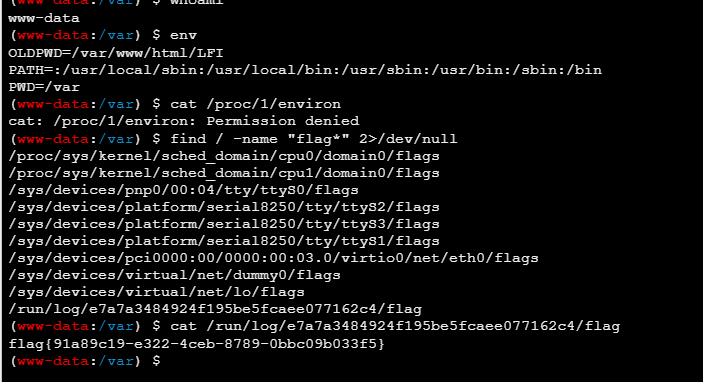 (www-data:/var) $ whoami
www-data
(www-data:/var) $ env
OLDPWD=/var/www/html/LFI
PATH=:/usr/local/sbin:/usr/local/bin:/usr/sbin:/usr/bin:/sbin:/bin
PWD=/var
(www-data:/var) $ cat /proc/1/environ
cat: /proc/1/environ: Permission denied
(www-data:/var) $ find / -name "flag*" 2>/dev/null
/proc/sys/kernel/sched_domain/cpu0/domain0/flags
/proc/sys/kernel/sched_domain/cpu1/domain0/flags
/sys/devices/pnp0/00:04/tty/ttyS0/flags
/sys/devices/platform/serial8250/tty/ttyS2/flags
/sys/devices/platform/serial8250/tty/ttyS3/flags
/sys/devices/platform/serial8250/tty/ttyS1/flags
/sys/devices/pci0000:00/0000:00:03.0/virtio0/net/eth0/flags
/sys/devices/virtual/net/dummy0/flags
/sys/devices/virtual/net/lo/flags
/run/log/e7a7a3484924f195be5fcaee077162c4/flag
(www-data:/var) $ cat /run/log/e7a7a3484924f195be5fcaee077162c4/flag
flag{91a89c19-e322-4ceb-8789-0bbc09b033f5}
(www-data:/var) $